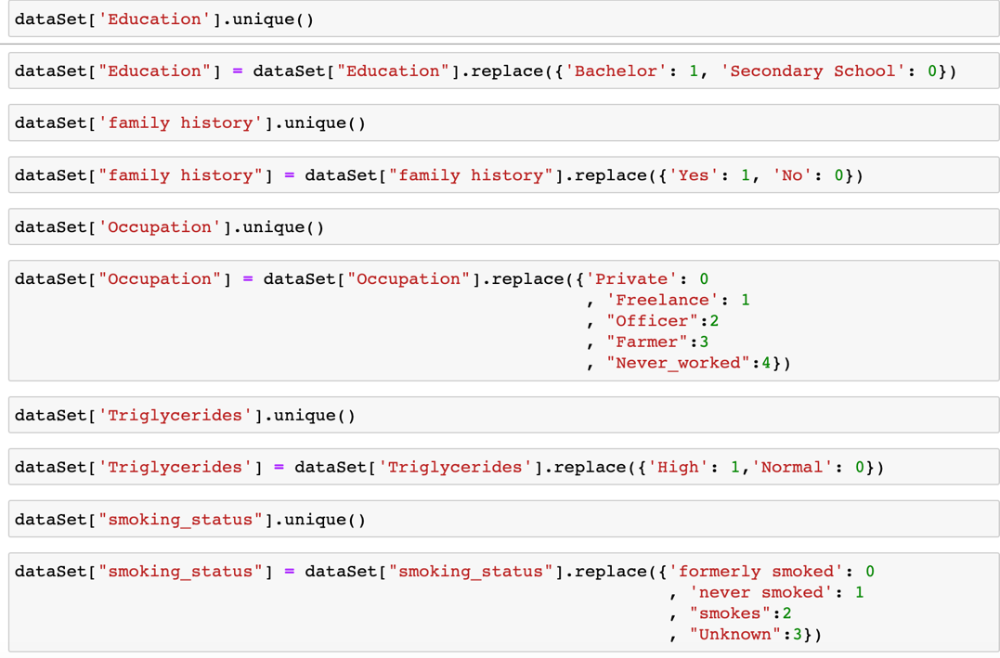 dataSet['Education'].unique()
dataSet["Education"] = dataSet["Education"].replace({'Bachelor': 1, 'Secondary School': 0})
dataSet['family history'].unique()
dataSet["family history"] = dataSet["family history"].replace({'Yes': 1, 'No': 0})
dataSet['Occupation'].unique()
dataSet["Occupation"] = dataSet["Occupation"].replace({'Private': 0
, 'Freelance': 1
, "Officer":2
, "Farmer":3
, "Never_worked":4})
dataSet['Triglycerides'].unique()
dataSet['Triglycerides'] = dataSet['Triglycerides'].replace({'High': 1,'Normal': 0})
dataSet["smoking_status"].unique()
dataSet["smoking_status"] = dataSet["smoking_status"].replace({'formerly smoked': 0
, 'never smoked': 1
, "smokes":2
, "Unknown":3})